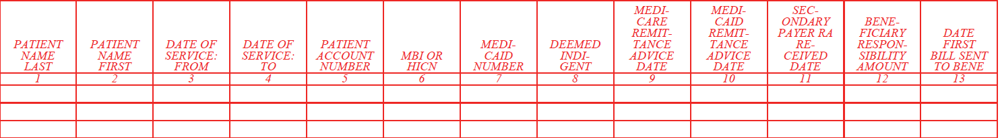 PATIENT
NAME
LAST
PATIENT
NAME
FIRST
DATE OF
SERVICE:
FROM
DATE OF
SERVICE:
TO
PATIENT
ACCOUNT
NUMBER
MBI OR
HICN
MEDI-
CAID
NUMBER
DEEMED
INDI-
GENT
MEDI-
CARE
REMIT-
TANCE
ADVICE
DATE
MEDI-
CAID
REMIT-
TANCE
ADVICE
DATE
SEC-
ONDARY
PAYER RA
RE-
CEIVED
DATE
BENE-
FICIARY
RESPON-
SIBILITY
AMOUNT
DATE
FIRST
BILL SENT
TO BENE
1 2 3 4 5 6 7 8 9 10 11 12 13